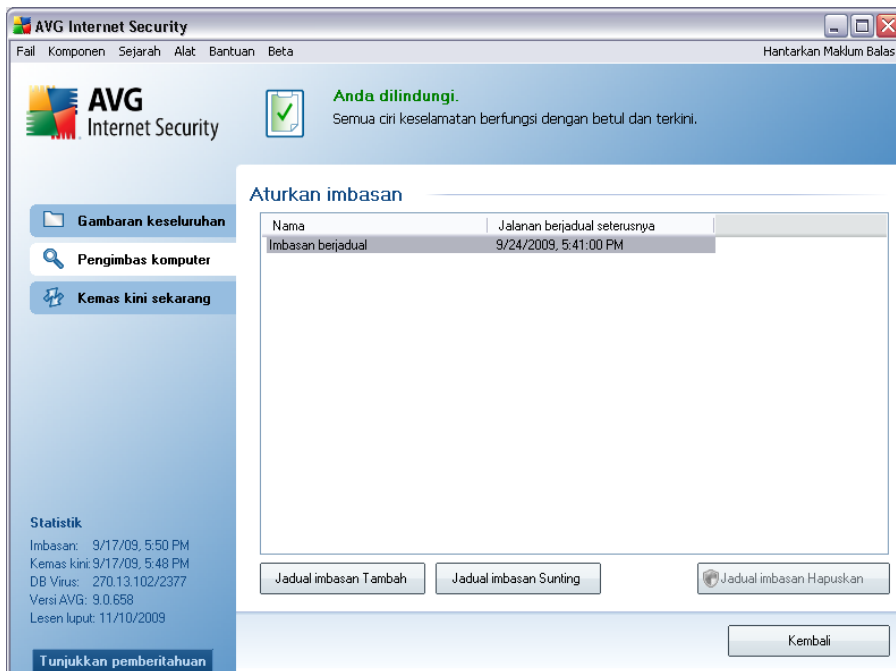 AVG Internet Security
Fail Komponen Sejarah Alat Bantuan Beta Hantarkan Maklum Balas
AVG
Internet Security
Anda dilindungi.
Semua ciri keselamatan berfungsi dengan betul dan terkini.
Gambaran keseluruhan
Pengimbas komputer
Kemas kini sekarang
Aturkan imbasan
Nama Jalanan berjadual seterusnya
Imbasan berjadual 9/24/2009, 5:41:00 PM
Jadual imbasan Tambah Jadual imbasan Sunting Jadual imbasan Hapuskan
Statistik
Imbasan: 9/17/09, 5:50 PM
Kemas kini: 9/17/09, 5:48 PM
DB Virus: 270.13.102/2377
Versi AVG: 9.0.658
Lesen luput: 11/10/2009
Tunjukkan pemberitahuan
Kembali